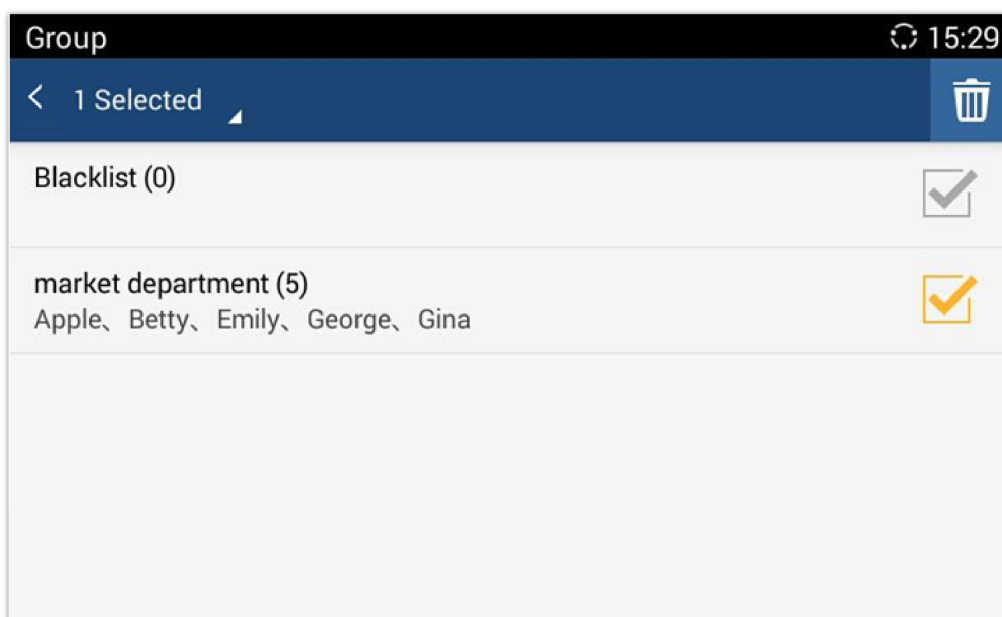 Group 15:29
1 Selected
Blacklist (0)
market department (5)
Apple、Betty、Emily、George、Gina